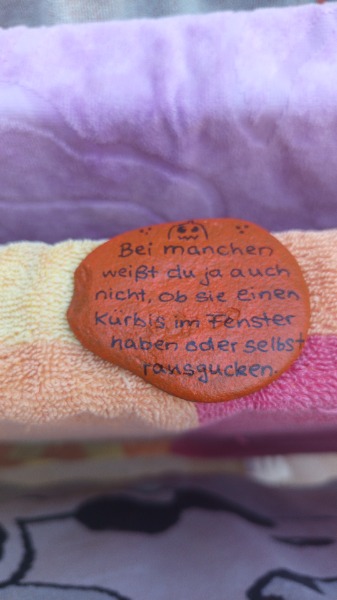 Bei manchen
weißt du ja auch
nicht, ob sie einen
Kürbis im Fenster
haben oder selbst
rausgucken.